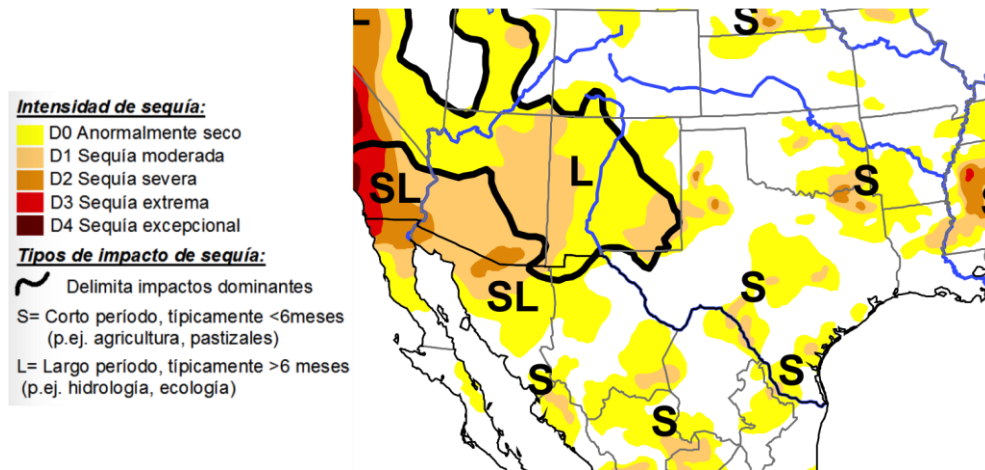 Intensidad de sequía:
D0 Anormalmente seco
D1 Sequía moderada
D2 Sequía severa
D3 Sequía extrema
D4 Sequía excepcional
Tipos de impacto de sequía:
Delimita impactos dominantes
S= Corto período, típicamente <6meses
(p.ej. agricultura, pastizales)
L= Largo período, típicamente >6 meses
(p.ej. hidrología, ecología)
L
S
SL
L
S
S
SL
S
S
S
S